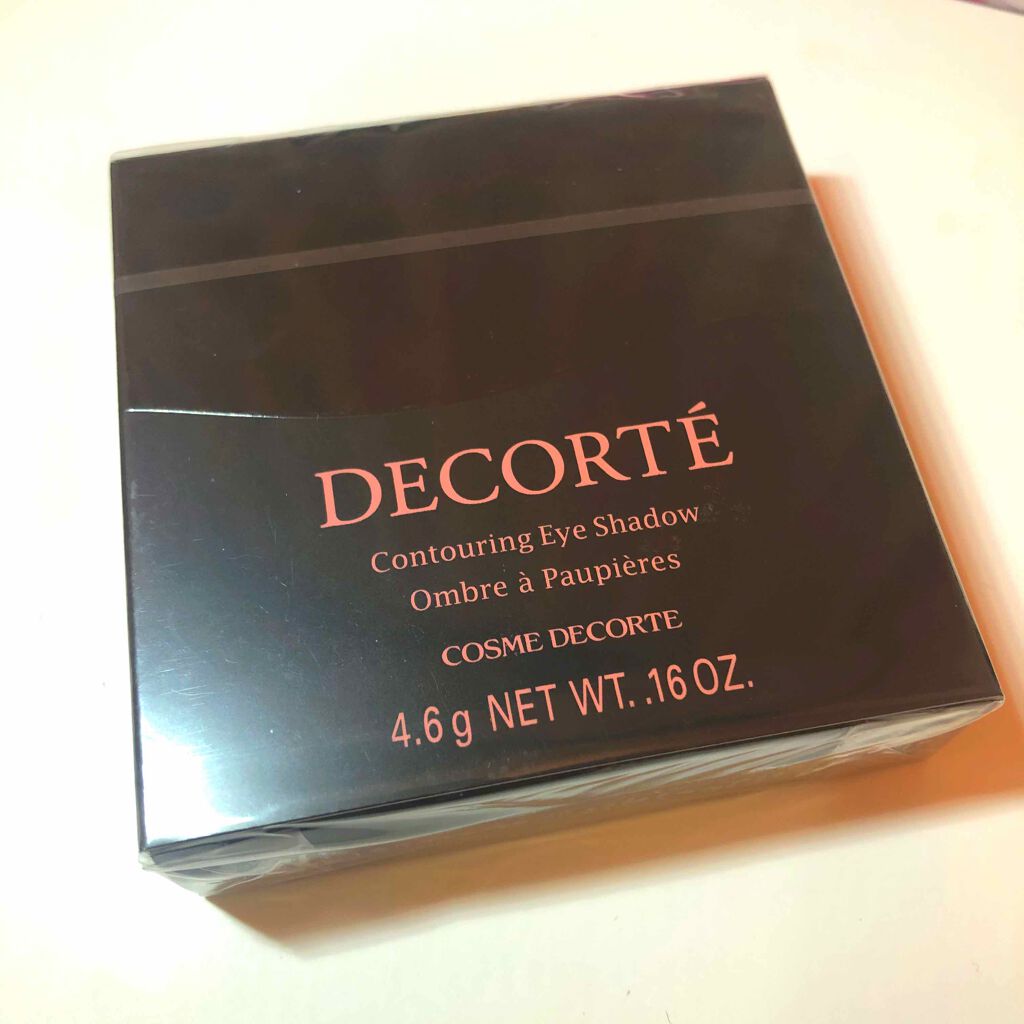 DECORTÉ
Contouring Eye Shadow
Ombre à Paupières
COSME DECORTE
4.6g NET WT. .16 OZ.